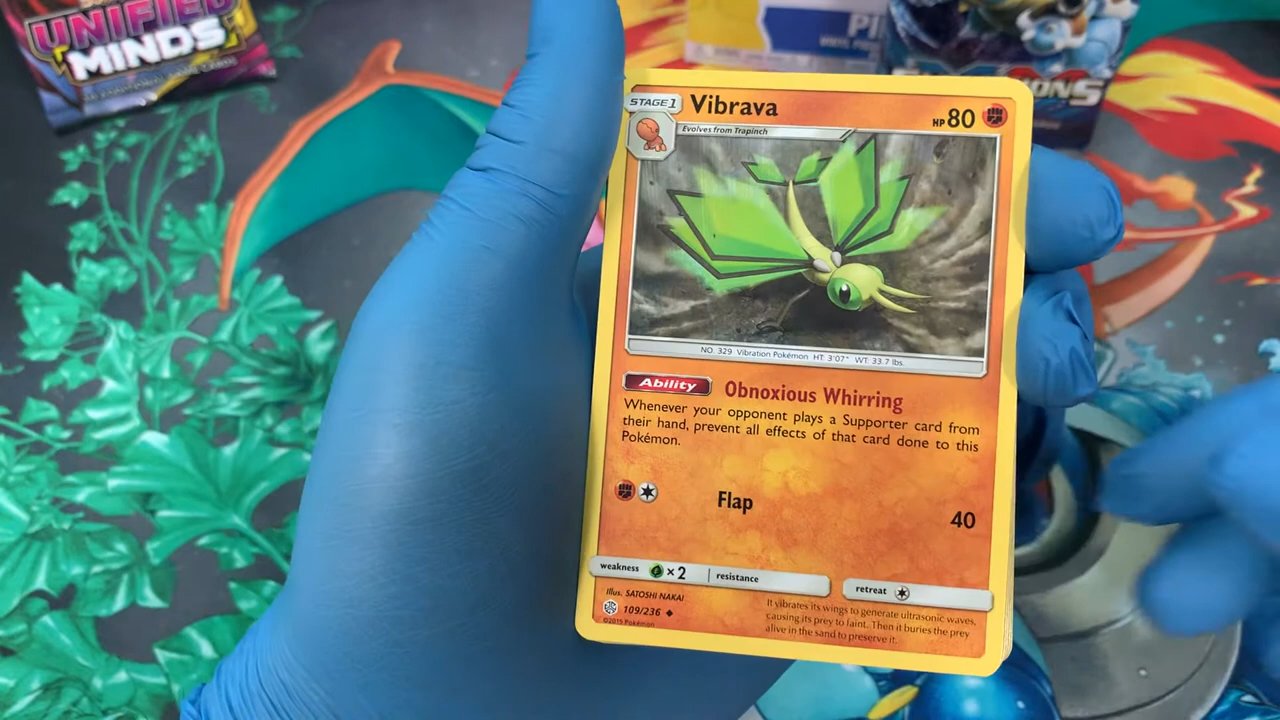 UNIFIED
MINDS
STAGE 1
Vibrava
HP 80
Evolves from Trapinch
NO. 329 Vibration Pokémon HT: 3'07" WT: 33.7 lbs.
Ability Obnoxious Whirring
Whenever your opponent plays a Supporter card from
their hand, prevent all effects of that card done to this
Pokémon.
Flap 40
weakness ×2 resistance retreat
Illus. SATOSHI NAKAI
109/236
©2019 Pokémon
It vibrates its wings to generate ultrasonic waves,
causing its prey to faint. Then it buries the prey
alive in the sand to preserve it.